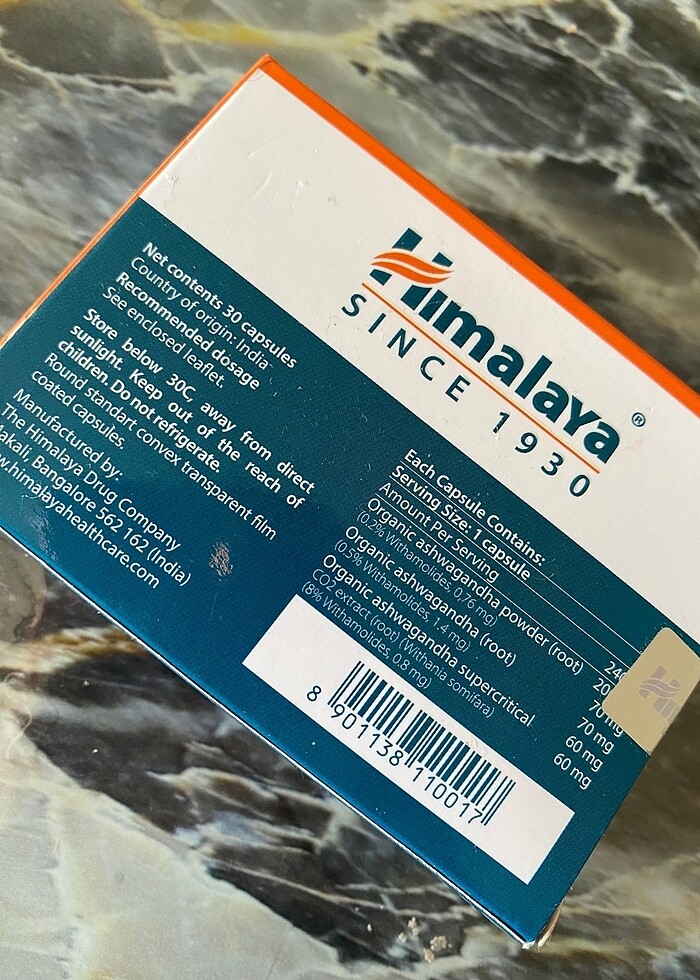 Himalaya®
SINCE 1930
Net contents 30 capsules
Country of origin: India
Recommended dosage
See enclosed leaflet.
Store below 30C, away from direct
sunlight. Keep out of the reach of
children. Do not refrigerate.
Round standart convex transparent film
coated capsules
Manufactured by:
The Himalaya Drug Company
Bangalore 562 162 (India)
himalayahealthcare.com
Each Capsule Contains:
Serving Size: 1 capsule
Amount Per Serving
Organic ashwagandha powder (root)
(0.2% Withamolides, 0.76 mg)
Organic ashwagandha (root)
(0.5% Withamolides, 1.4 mg)
Organic ashwagandha supercritical
CO2 extract (root) (Withania somifara)
(8% Withamolides, 0.8 mg)
70 mg
70 mg
60 mg
60 mg
8 901138 110017